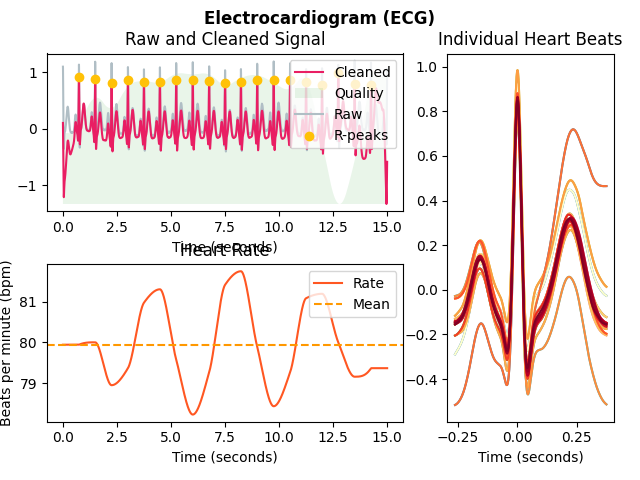 Electrocardiogram (ECG)
Raw and Cleaned Signal
Individual Heart Beats
1
0
−1
Cleaned
Quality
Raw
R-peaks
0.0 2.5 5.0 7.5 10.0 12.5 15.0
Time (seconds)
Heart Rate
Beats per minute (bpm)
81
80
79
Rate
Mean
0.0 2.5 5.0 7.5 10.0 12.5 15.0
Time (seconds)
1.0
0.8
0.6
0.4
0.2
0.0
−0.2
−0.4
−0.25 0.00 0.25
Time (seconds)